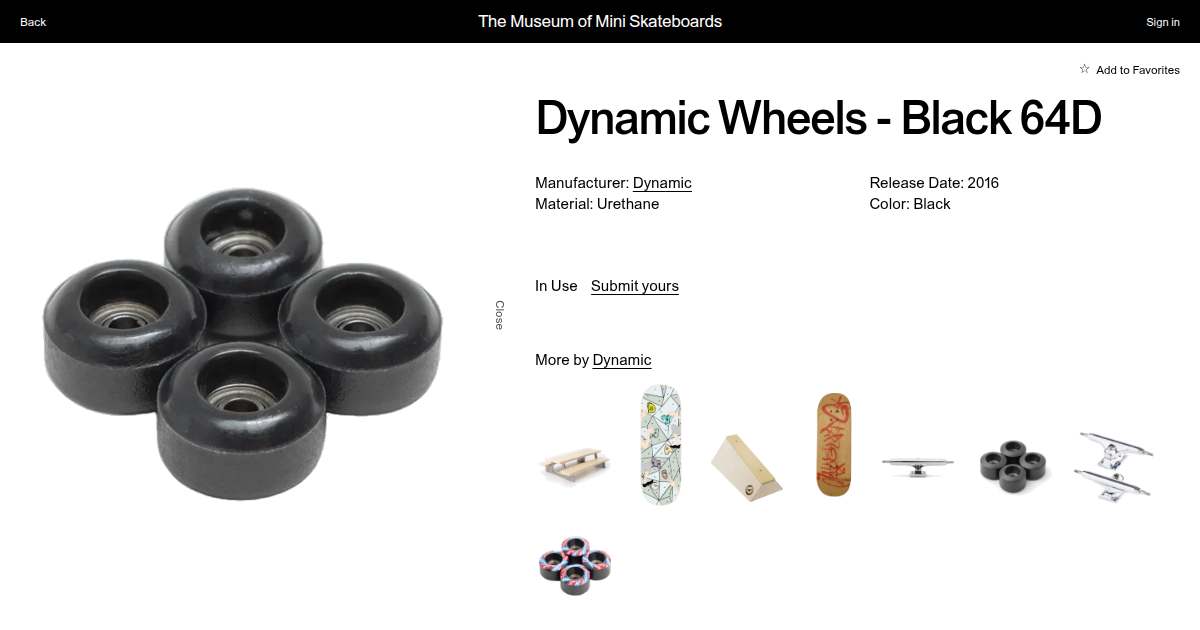 Back
The Museum of Mini Skateboards
Sign in
☆ Add to Favorites
Dynamic Wheels - Black 64D
Manufacturer: Dynamic
Material: Urethane
Release Date: 2016
Color: Black
Close
In Use Submit yours
More by Dynamic